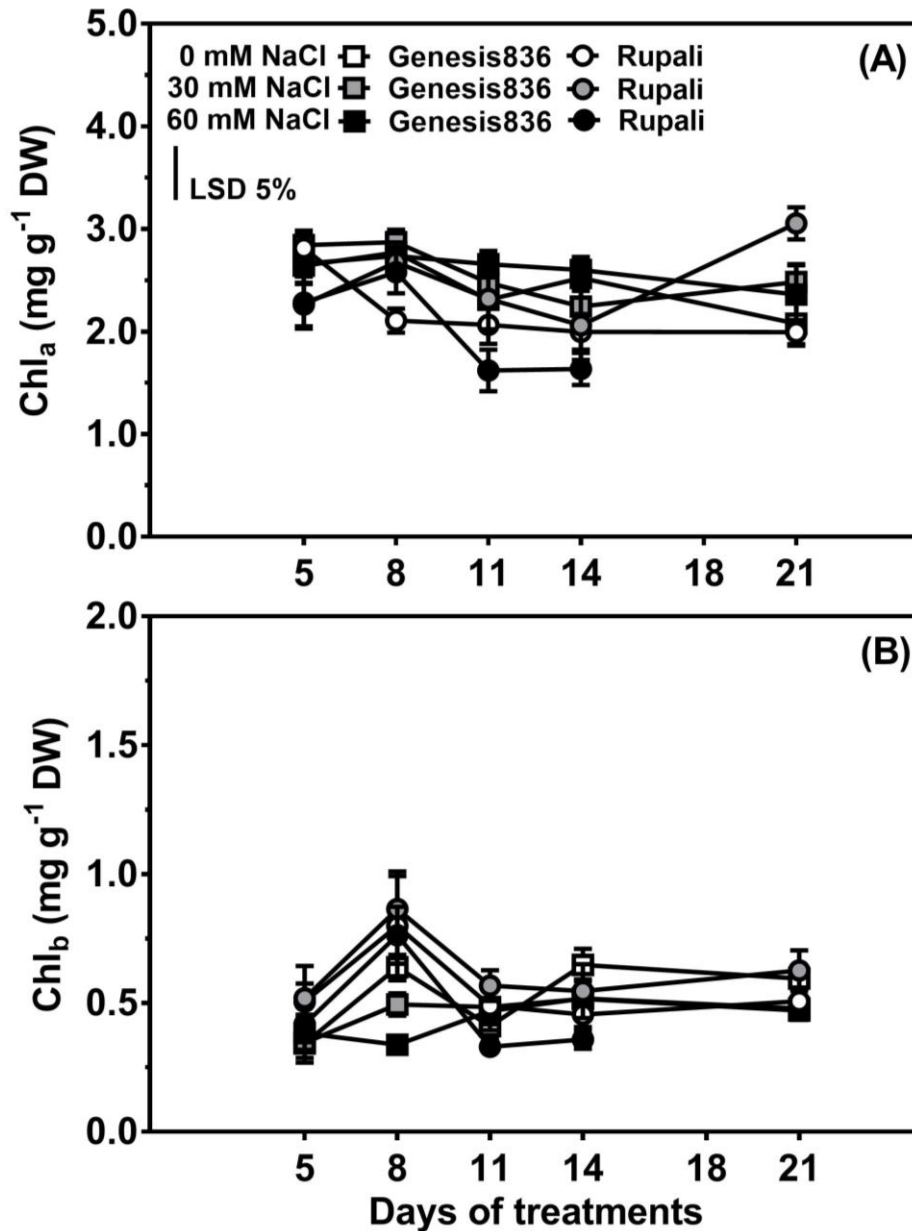 (A)
0 mM NaCl Genesis836 Rupali
30 mM NaCl Genesis836 Rupali
60 mM NaCl Genesis836 Rupali
LSD 5%
Chl_a (mg g⁻¹ DW)
5.0
4.0
3.0
2.0
1.0
0.0
5 8 11 14 18 21
(B)
Chl_b (mg g⁻¹ DW)
2.0
1.5
1.0
0.5
0.0
5 8 11 14 18 21
Days of treatments